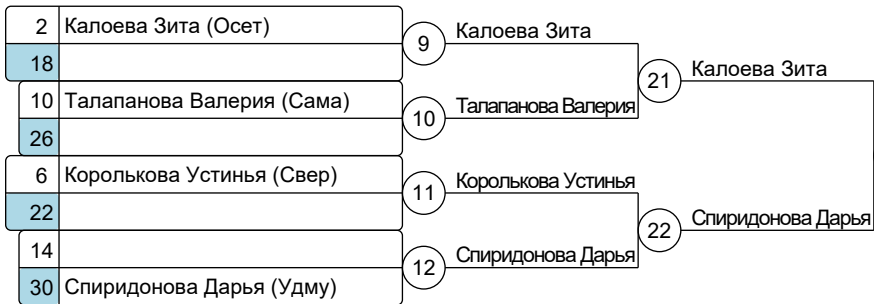 2 Калоева Зита (Осет)
18
9 Калоева Зита
10 Талапанова Валерия (Сама)
26
10 Талапанова Валерия
21 Калоева Зита
6 Королькова Устинья (Свер)
22
11 Королькова Устинья
14
30 Спиридонова Дарья (Удму)
12 Спиридонова Дарья
22 Спиридонова Дарья